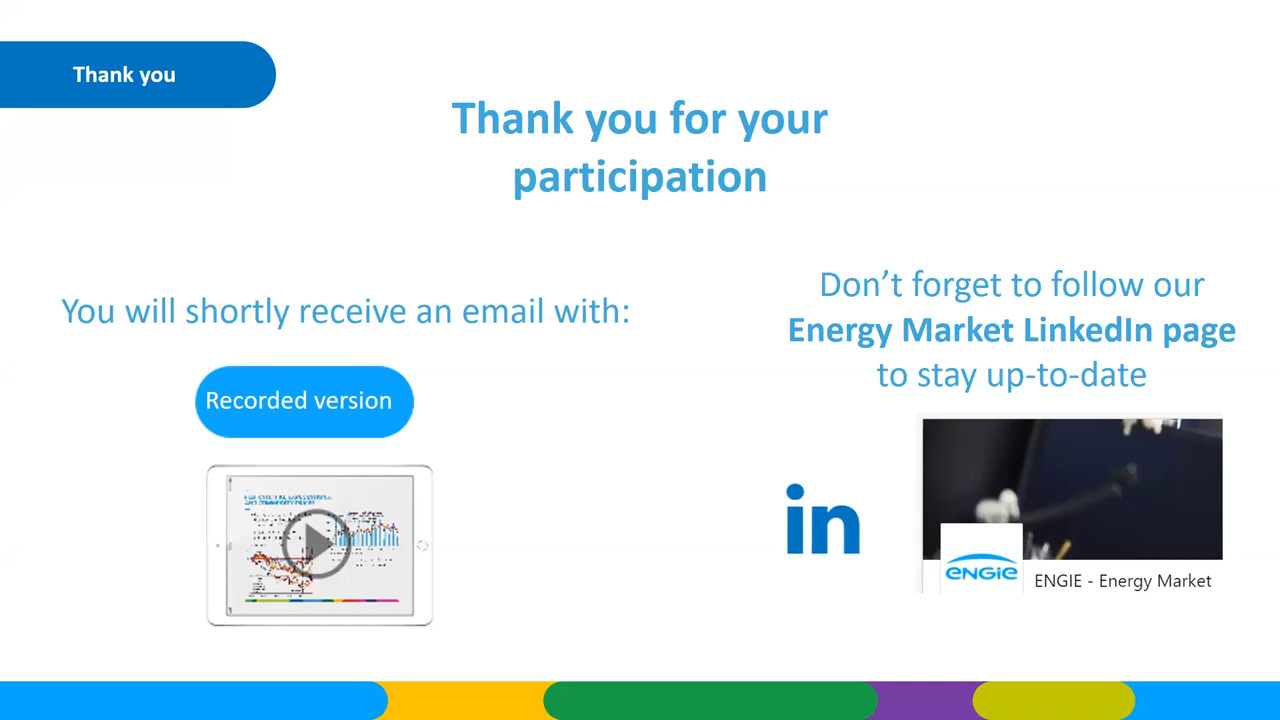 Thank you
Thank you for your
participation
You will shortly receive an email with:
Recorded version
Don’t forget to follow our
Energy Market LinkedIn page
to stay up-to-date
in
ENGIE
ENGIE - Energy Market